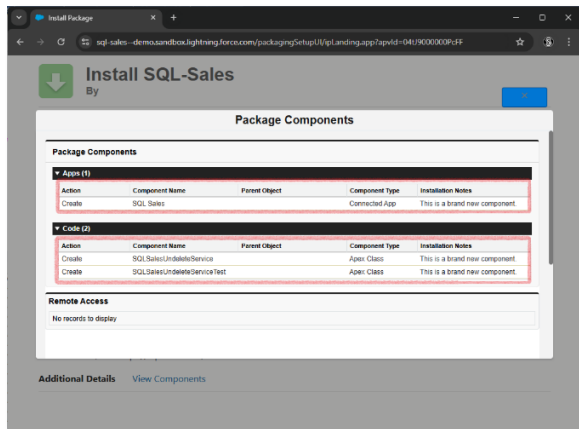 Install Package
sql-sales--demo.sandbox.lightning.force.com/packagingSetupUI/ipLanding.app?apvId=04tJ9000000PcFF
Install SQL-Sales
By
Package Components
Package Components
Apps (1)
Action Component Name Parent Object Component Type Installation Notes
Create SQL Sales Connected App This is a brand new component.
Code (2)
Action Component Name Parent Object Component Type Installation Notes
Create SQLSalesUndeleteService Apex Class This is a brand new component.
Create SQLSalesUndeleteServiceTest Apex Class This is a brand new component.
Remote Access
No records to display
Additional Details View Components